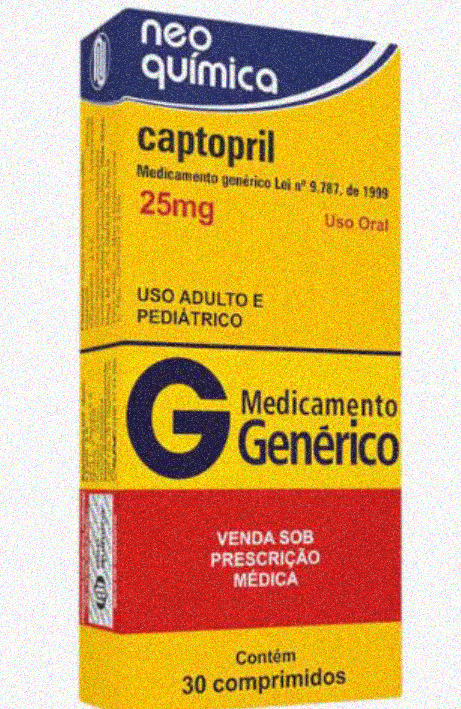 neo
química
captopril
Medicamento genérico Lei nº 9.787, de 1999
25mg
Uso Oral
USO ADULTO E
PEDIÁTRICO
G Medicamento
Genérico
VENDA SOB
PRESCRIÇÃO
MÉDICA
Contém
30 comprimidos